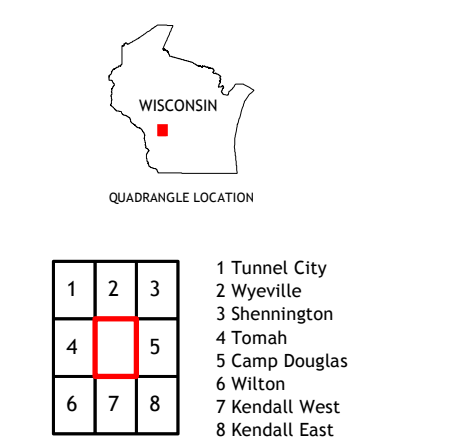 WISCONSIN
QUADRANGLE LOCATION
1 2 3
4 5
6 7 8
1 Tunnel City
2 Wyeville
3 Shennington
4 Tomah
5 Camp Douglas
6 Wilton
7 Kendall West
8 Kendall East